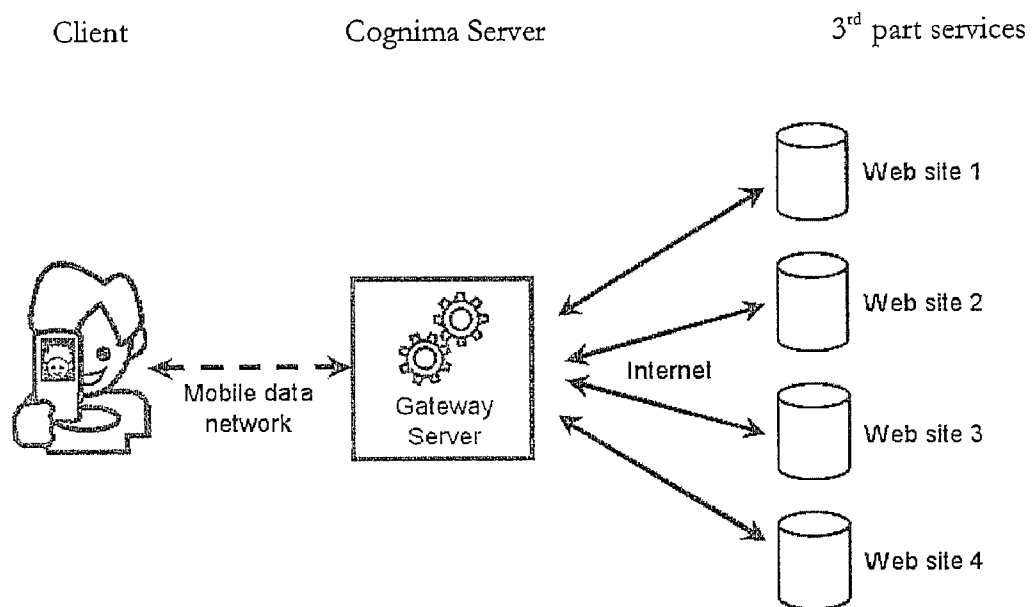 Client
Cognima Server
3rd part services
Web site 1
Web site 2
Internet
Mobile data
network
Gateway
Server
Web site 3
Web site 4